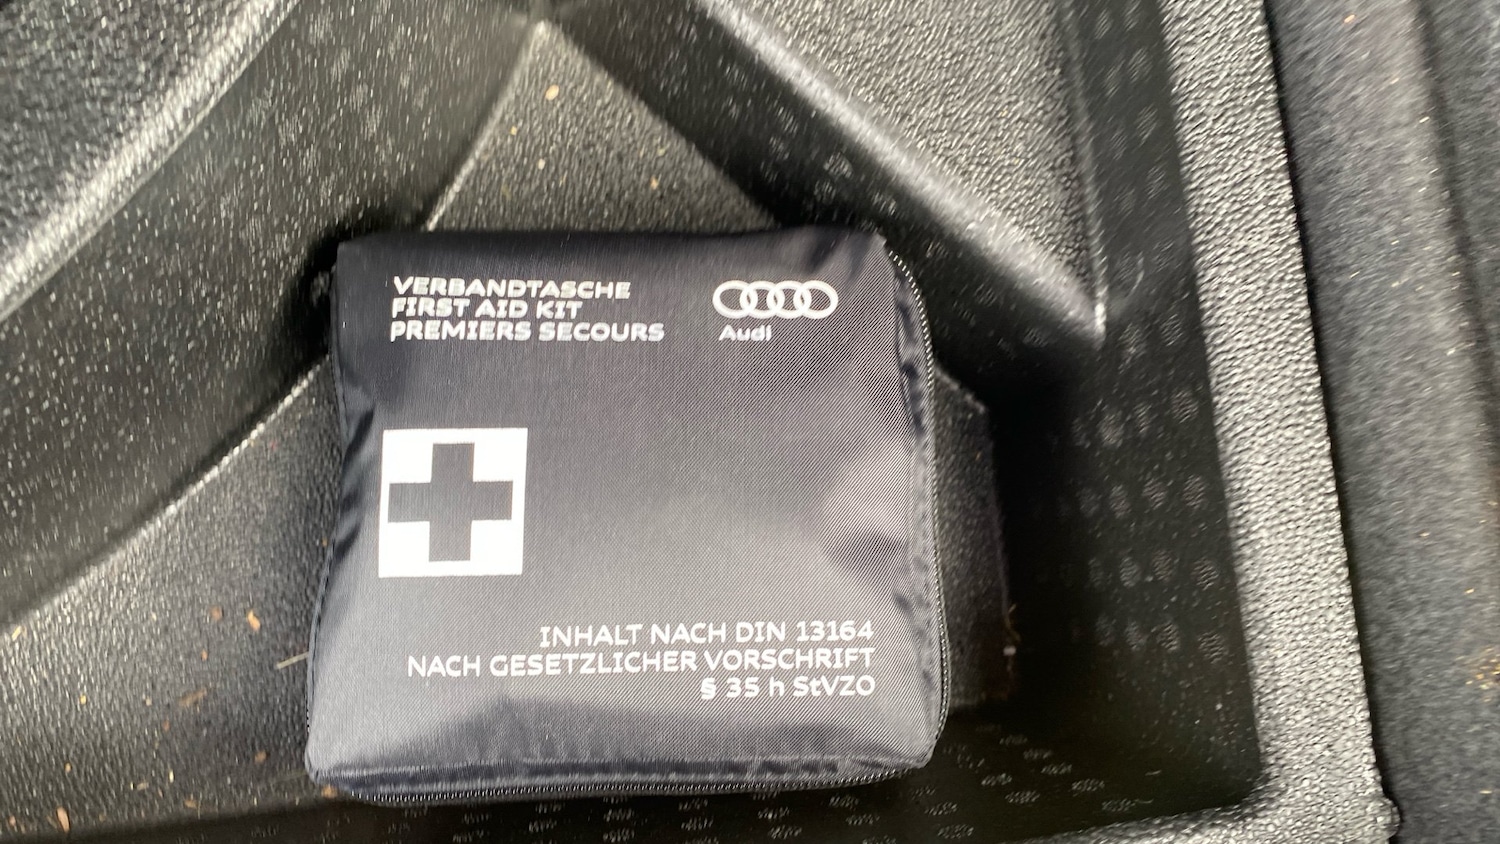 VERBANDTASCHE
FIRST AID KIT
PREMIERS SECOURS
Audi
INHALT NACH DIN 13164
NACH GESETZLICHER VORSCHRIFT
§ 35 h StVZO